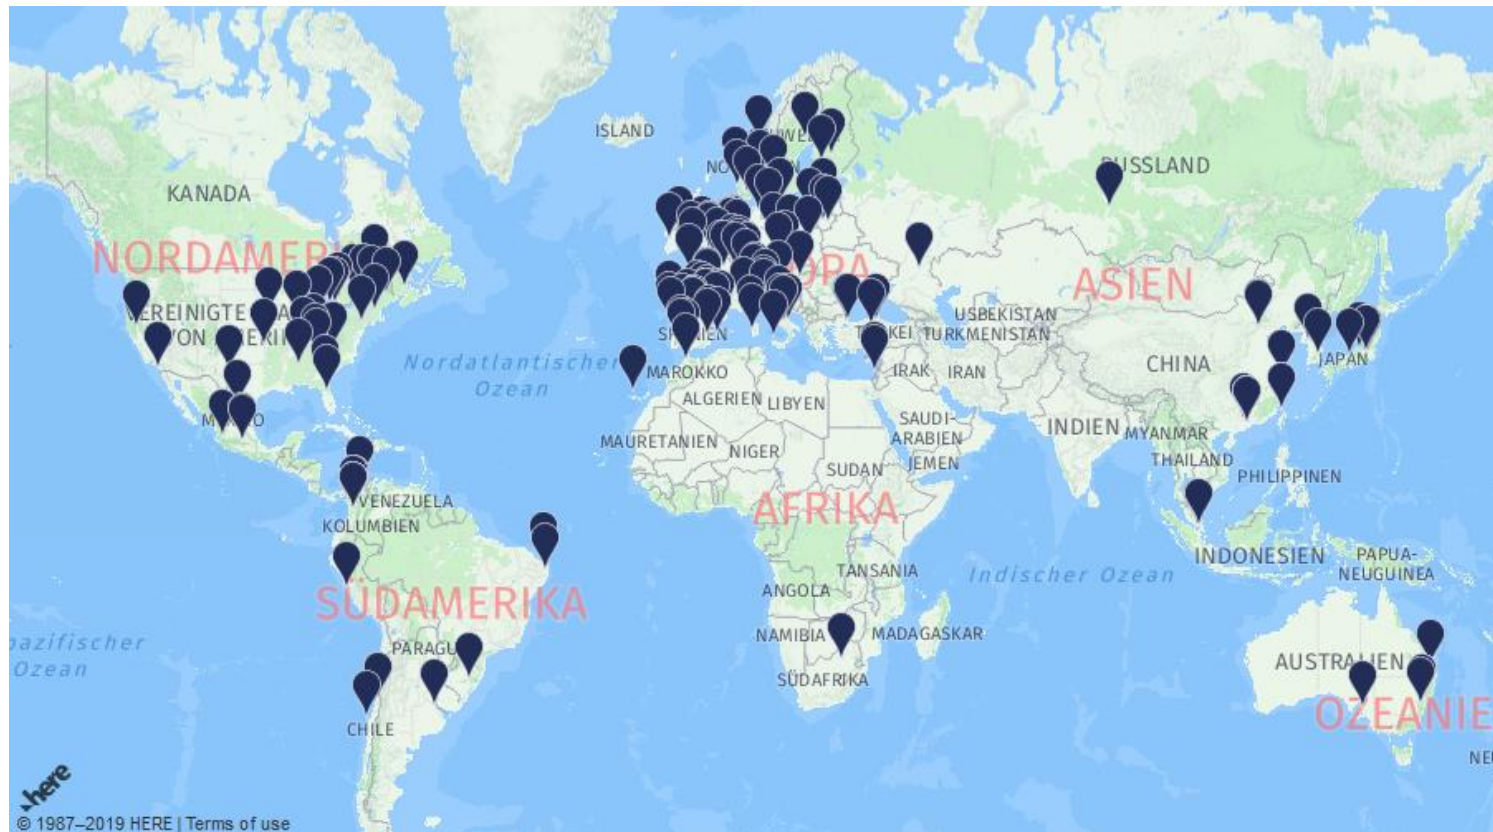 ISLAND
RUSSLAND
KANADA
NORDAMERI
ASIEN
VEREINIGTE
USBEKISTAN
TURKMENISTAN
Nordatlantischer
Ozean
MAROKKO
IRAK
IRAN
CHINA
JAPAN
ALGERIEN
LIBYEN
SAUDI-
ARABIEN
INDIEN
MYANMAR
MAURETANIEN
NIGER
SUDAN
JEMEN
THAILAND
PHILIPPINEN
VENEZUELA
KOLUMBIEN
AFRIKA
INDONESIEN
PAPUA-
NEUGUINEA
TANSANIA
Indischer Ozean
ANGOLA
SÜDAMERIKA
NAMIBIA
MADAGASKAR
pazifischer
Ozean
PARAGU
AUSTRALIEN
SÜDAFRIKA
OZEANIE
CHILE
NE
here
© 1987–2019 HERE | Terms of use